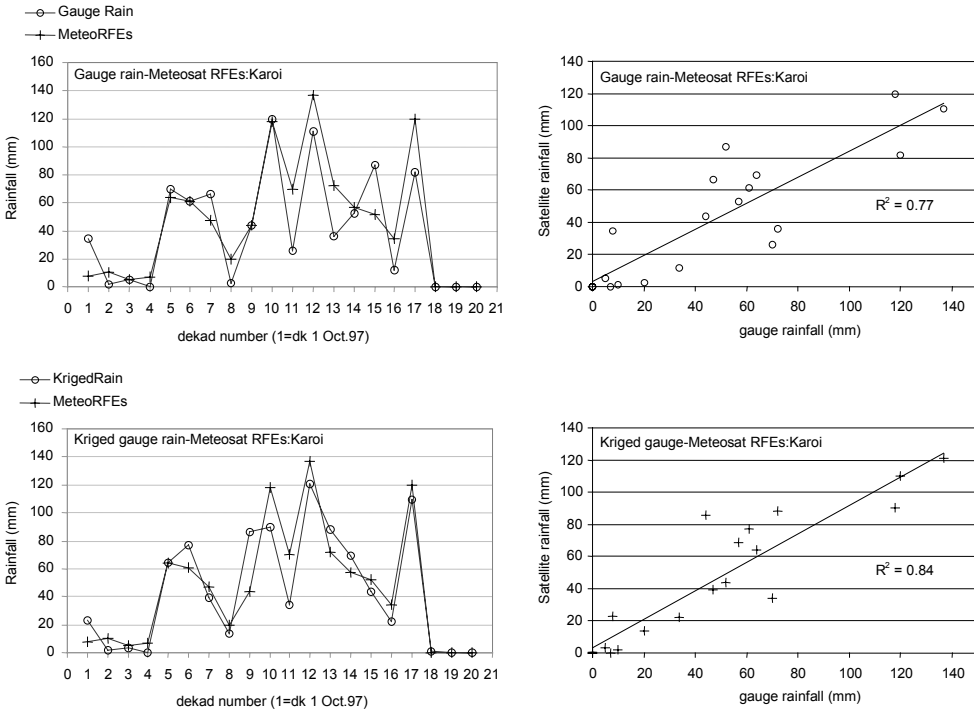 Gauge Rain
MeteoRFEs
Gauge rain-Meteosat RFEs:Karoi
Rainfall (mm)
160
140
120
100
80
60
40
20
0
0 1 2 3 4 5 6 7 8 9 10 11 12 13 14 15 16 17 18 19 20 21
dekad number (1=dk 1 Oct.97)
Gauge rain-Meteosat RFEs:Karoi
Satellite rainfall (mm)
140
120
100
80
60
40
20
0
R² = 0.77
0 20 40 60 80 100 120 140
gauge rainfall (mm)
KrigedRain
MeteoRFEs
Kriged gauge rain-Meteosat RFEs:Karoi
Rainfall (mm)
160
140
120
100
80
60
40
20
0
0 1 2 3 4 5 6 7 8 9 10 11 12 13 14 15 16 17 18 19 20 21
dekad number (1=dk 1 Oct.97)
Kriged gauge-Meteosat RFEs:Karoi
Satellite rainfall (mm)
140
120
100
80
60
40
20
0
R² = 0.84
0 20 40 60 80 100 120 140
gauge rainfall (mm)